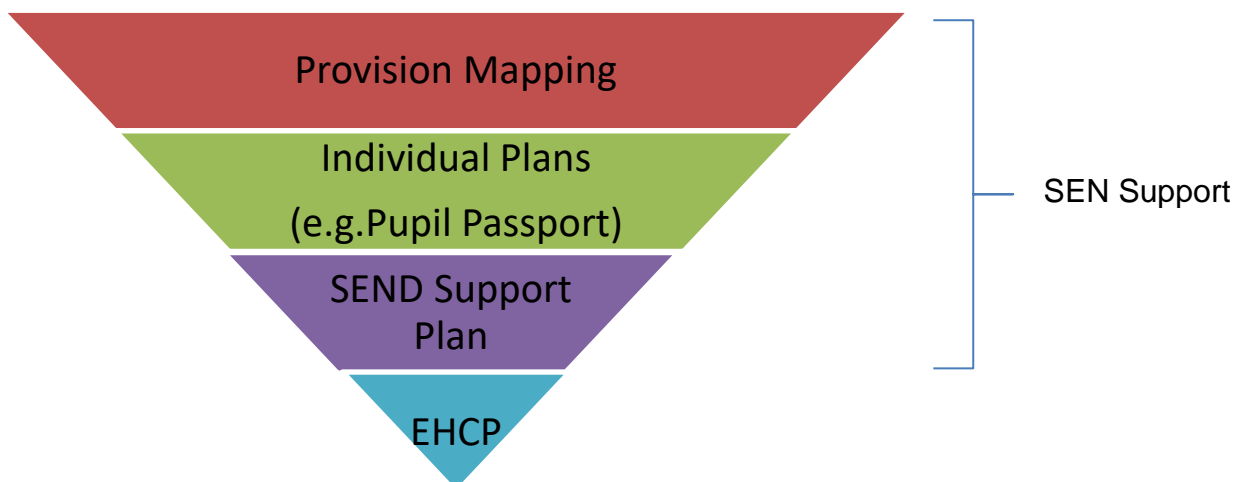 Provision Mapping
Individual Plans
(e.g.Pupil Passport)
SEN Support
SEND Support
Plan
EHCP